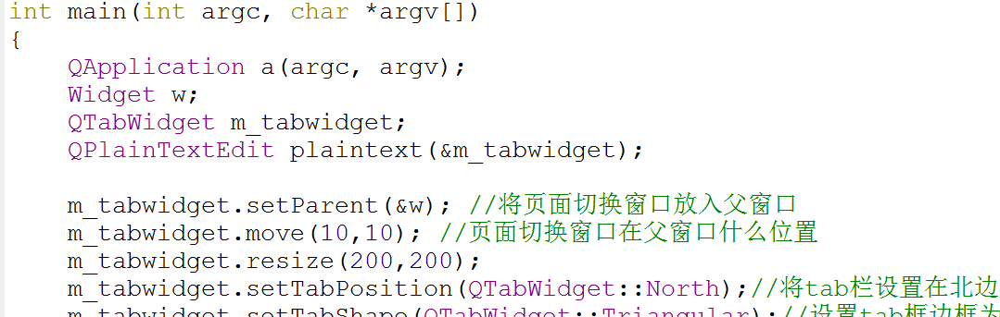 int main(int argc, char *argv[])
{
QApplication a(argc, argv);
Widget w;
QTabWidget m_tabwidget;
QPlainTextEdit plaintext(&m_tabwidget);
m_tabwidget.setParent(&w); //将页面切换窗口放入父窗口
m_tabwidget.move(10,10); //页面切换窗口在父窗口什么位置
m_tabwidget.resize(200,200);
m_tabwidget.setTabPosition(QTabWidget::North);//将tab栏设置在北边
m_tabwidget.setTabShape(QTabWidget::Triangular);//设置tab框边框为